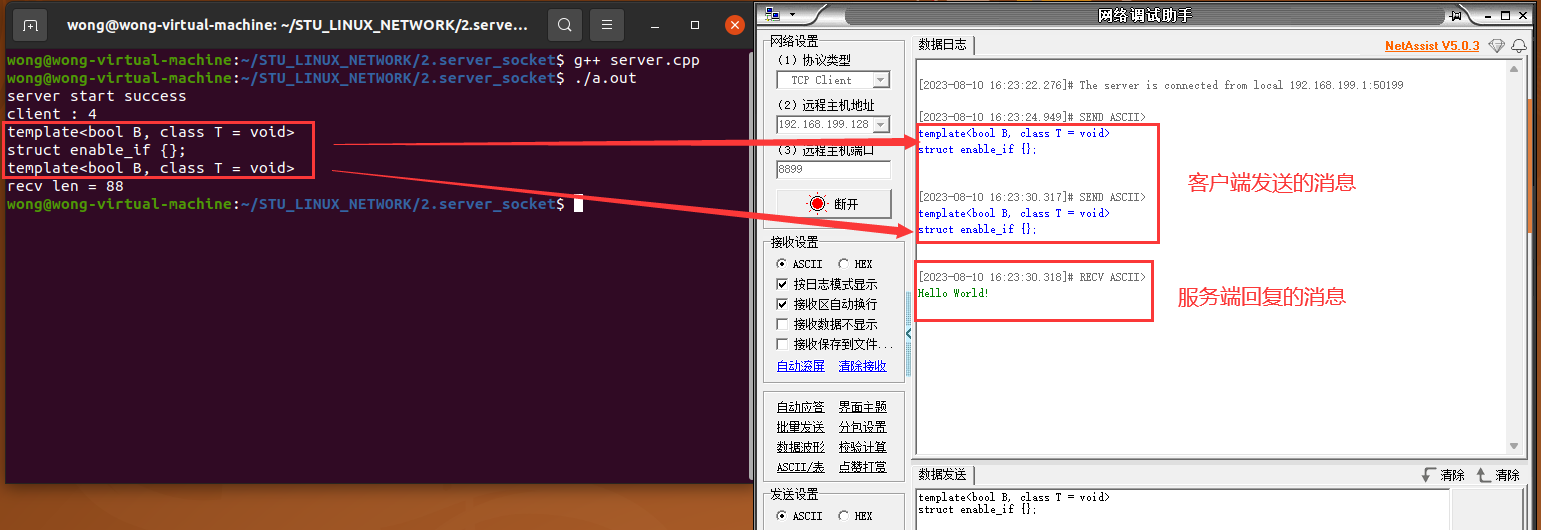 wong@wong-virtual-machine: ~/STU_LINUX_NETWORK/2.serve...
wong@wong-virtual-machine:~/STU_LINUX_NETWORK/2.server_socket$ g++ server.cpp
wong@wong-virtual-machine:~/STU_LINUX_NETWORK/2.server_socket$ ./a.out
server start success
client : 4
template<bool B, class T = void>
struct enable_if {};
template<bool B, class T = void>
recv len = 88
wong@wong-virtual-machine:~/STU_LINUX_NETWORK/2.server_socket$
网络调试助手
网络设置
(1) 协议类型
TCP Client
(2) 远程主机地址
192.168.199.128
(3) 远程主机端口
8899
断开
接收设置
ASCII HEX
按日志模式显示
接收区自动换行
接收数据不显示
接收保存到文件...
自动滚屏 清除接收
自动应答 界面主题
批量发送 分包设置
数据波形 校验计算
ASCII/表 点赞打赏
发送设置
ASCII HEX
数据日志
NetAssist V5.0.3
[2023-08-10 16:23:22.276]# The server is connected from local 192.168.199.1:50199
[2023-08-10 16:23:24.949]# SEND ASCII>
template<bool B, class T = void>
struct enable_if {};
[2023-08-10 16:23:30.317]# SEND ASCII>
template<bool B, class T = void>
struct enable_if {};
[2023-08-10 16:23:30.318]# RECV ASCII>
Hello World!
客户端发送的消息
服务端回复的消息
数据发送
清除 清除
template<bool B, class T = void>
struct enable_if {};